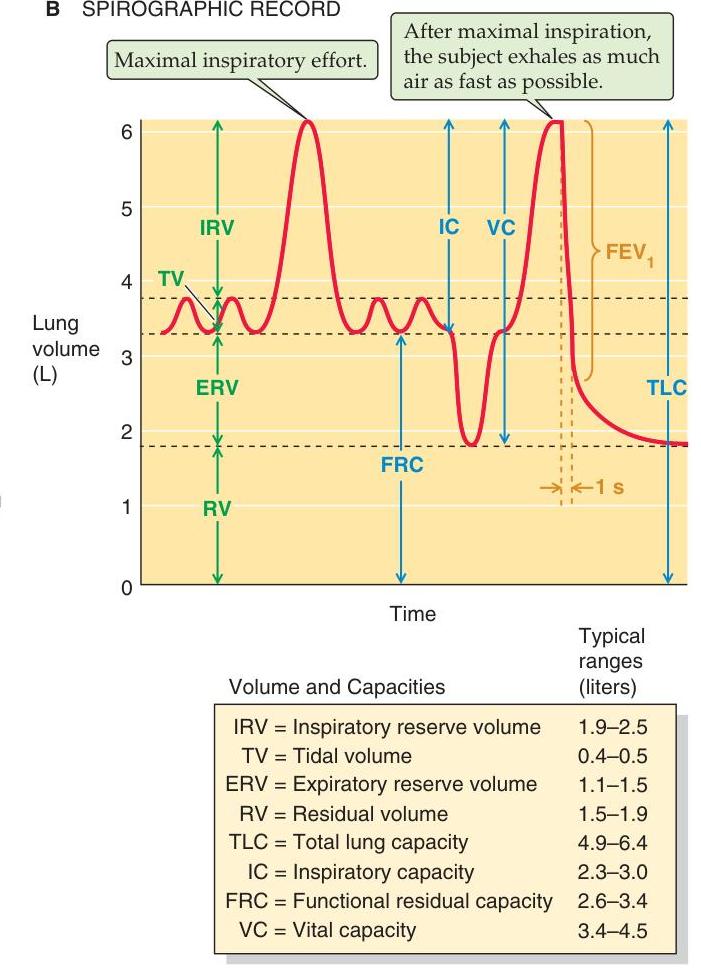 B SPIROGRAPHIC RECORD
Maximal inspiratory effort.
After maximal inspiration,
the subject exhales as much
air as fast as possible.
6
5
4
3
2
1
0
Lung
volume
(L)
IRV
TV
ERV
RV
FRC
IC
VC
FEV₁
TLC
1 s
Time
Volume and Capacities
Typical
ranges
(liters)
IRV = Inspiratory reserve volume 1.9–2.5
TV = Tidal volume 0.4–0.5
ERV = Expiratory reserve volume 1.1–1.5
RV = Residual volume 1.5–1.9
TLC = Total lung capacity 4.9–6.4
IC = Inspiratory capacity 2.3–3.0
FRC = Functional residual capacity 2.6–3.4
VC = Vital capacity 3.4–4.5